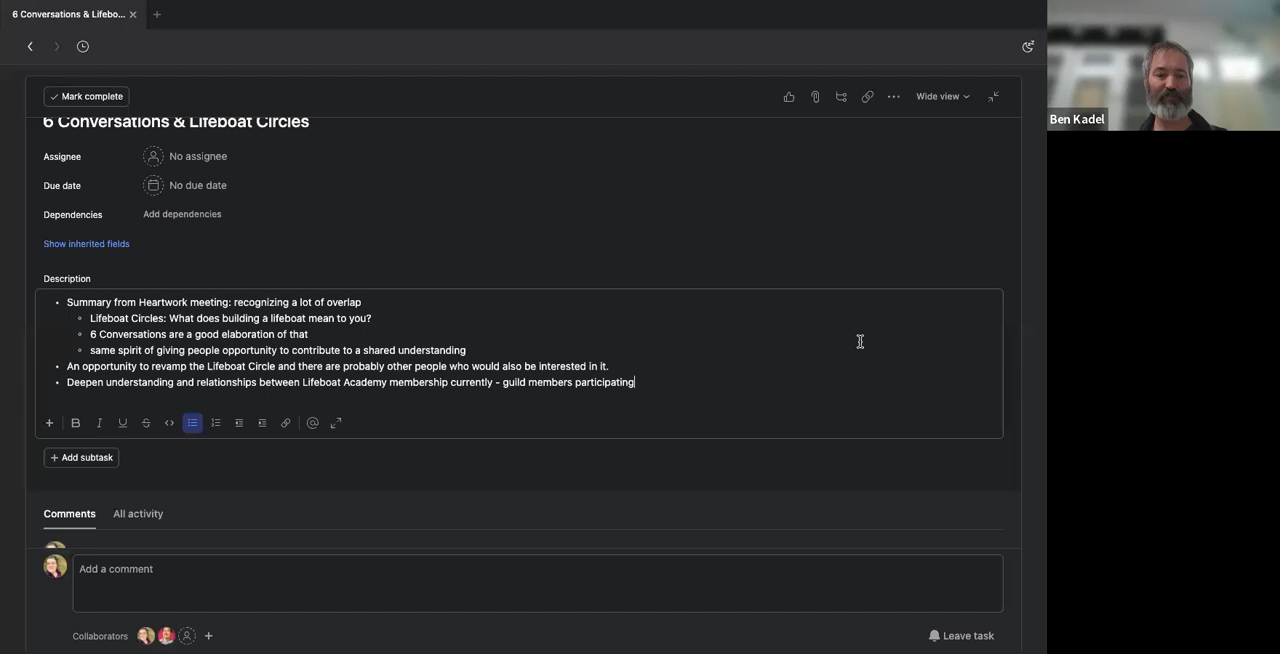 6 Conversations & Lifebo...
Mark complete
Wide view
6 Conversations & Lifeboat Circles
Assignee
No assignee
Due date
No due date
Dependencies
Add dependencies
Show inherited fields
Description
Summary from Heartwork meeting: recognizing a lot of overlap
Lifeboat Circles: What does building a lifeboat mean to you?
6 Conversations are a good elaboration of that
same spirit of giving people opportunity to contribute to a shared understanding
An opportunity to revamp the Lifeboat Circle and there are probably other people who would also be interested in it.
Deepen understanding and relationships between Lifeboat Academy membership currently - guild members participating
Add subtask
Comments
All activity
Add a comment
Collaborators
Leave task
Ben Kadel